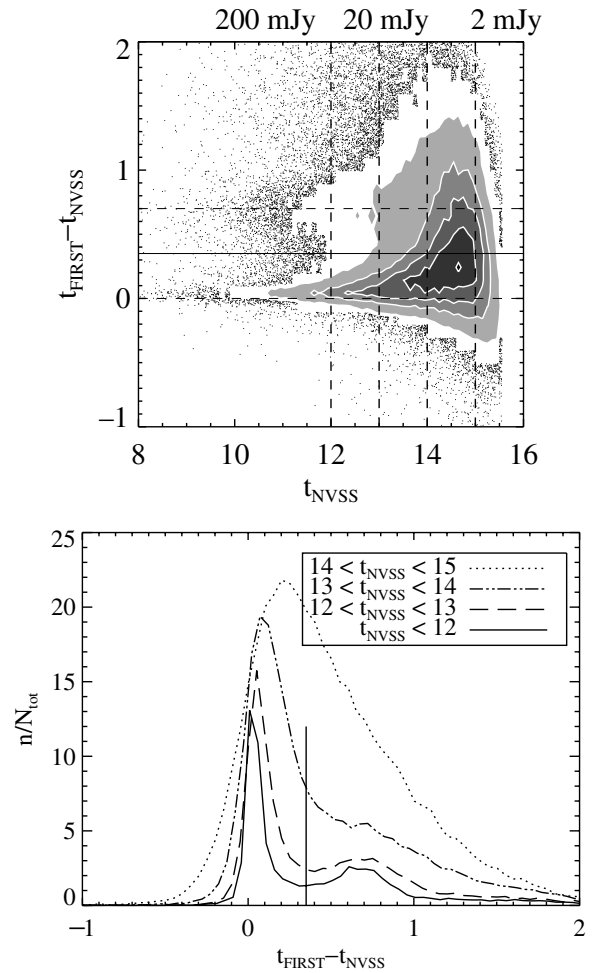 200 mJy 20 mJy 2 mJy
2
1
0
−1
t_FIRST−t_NVSS
8 10 12 14 16
t_NVSS
25
20
15
10
5
0
n/N_tot
14 < t_NVSS < 15
13 < t_NVSS < 14
12 < t_NVSS < 13
t_NVSS < 12
−1 0 1 2
t_FIRST−t_NVSS